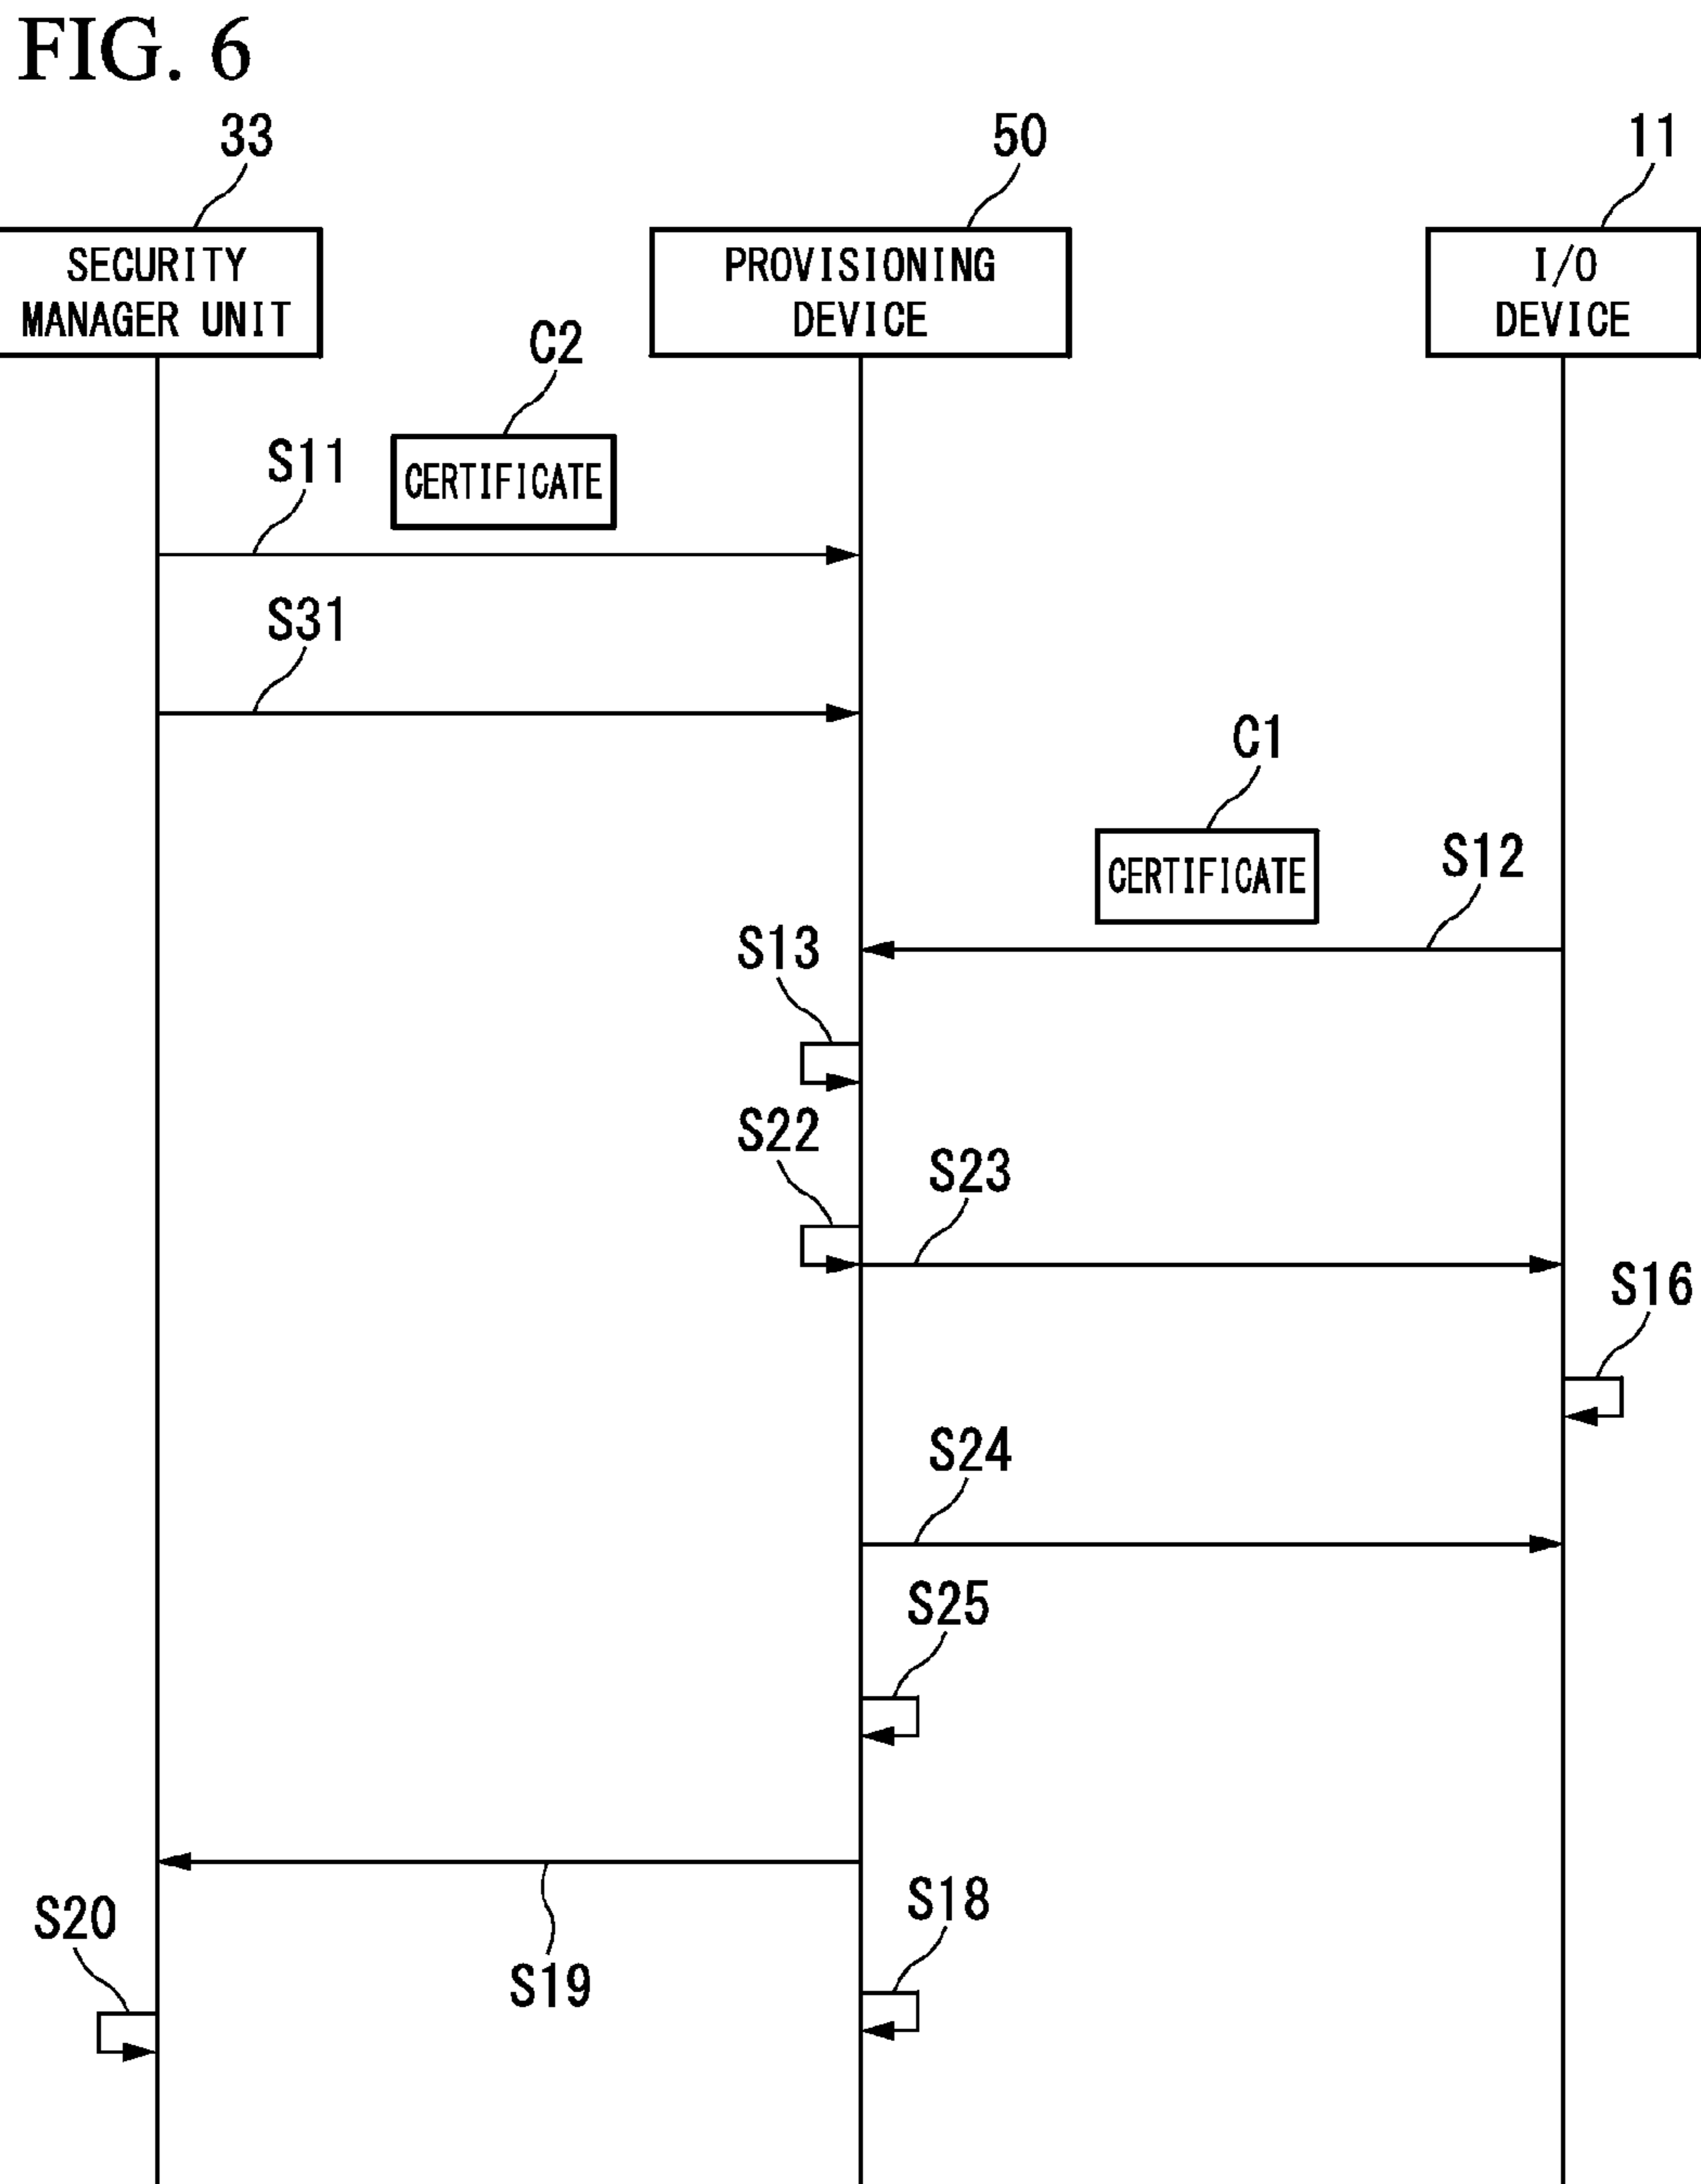 FIG. 6
33
50
11
SECURITY
MANAGER UNIT
PROVISIONING
DEVICE
I/O
DEVICE
C2
CERTIFICATE
S11
S31
C1
CERTIFICATE
S12
S13
S22
S23
S16
S24
S25
S18
S20
S19